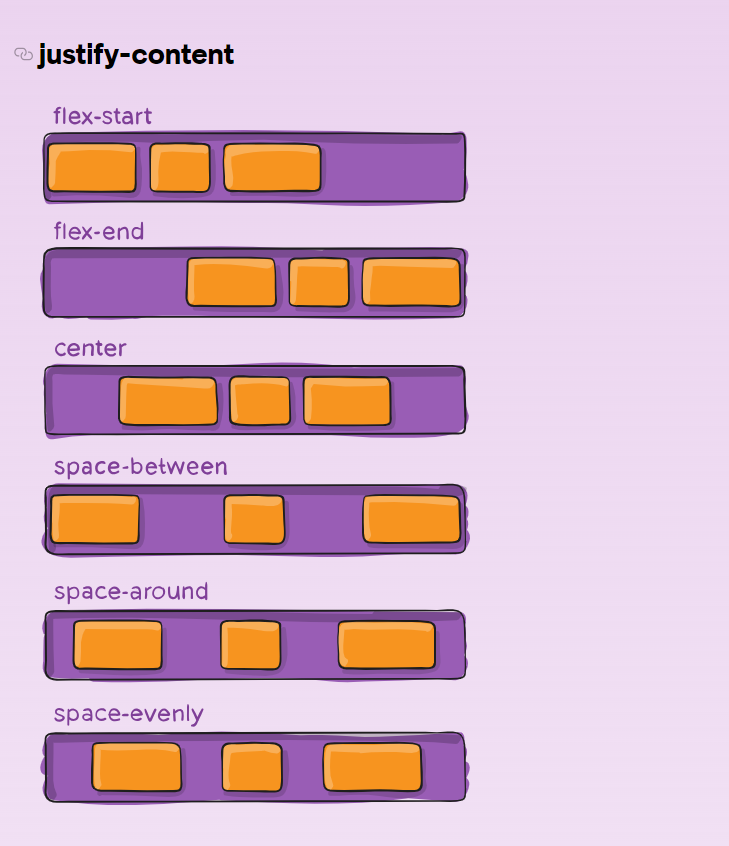 justify-content
flex-start
flex-end
center
space-between
space-around
space-evenly